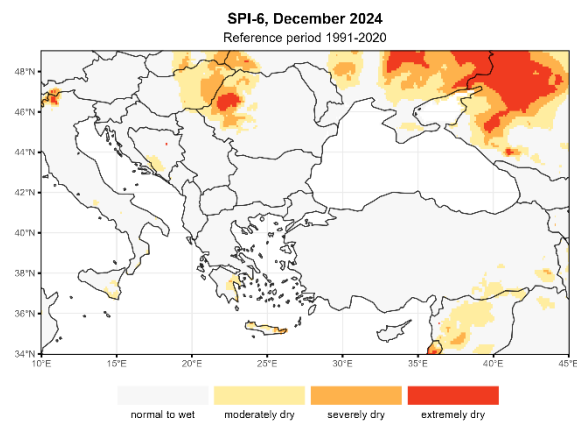 SPI-6, December 2024
Reference period 1991-2020
48°N
46°N
44°N
42°N
40°N
38°N
36°N
34°N
10°E 15°E 20°E 25°E 30°E 35°E 40°E 45°E
normal to wet moderately dry severely dry extremely dry